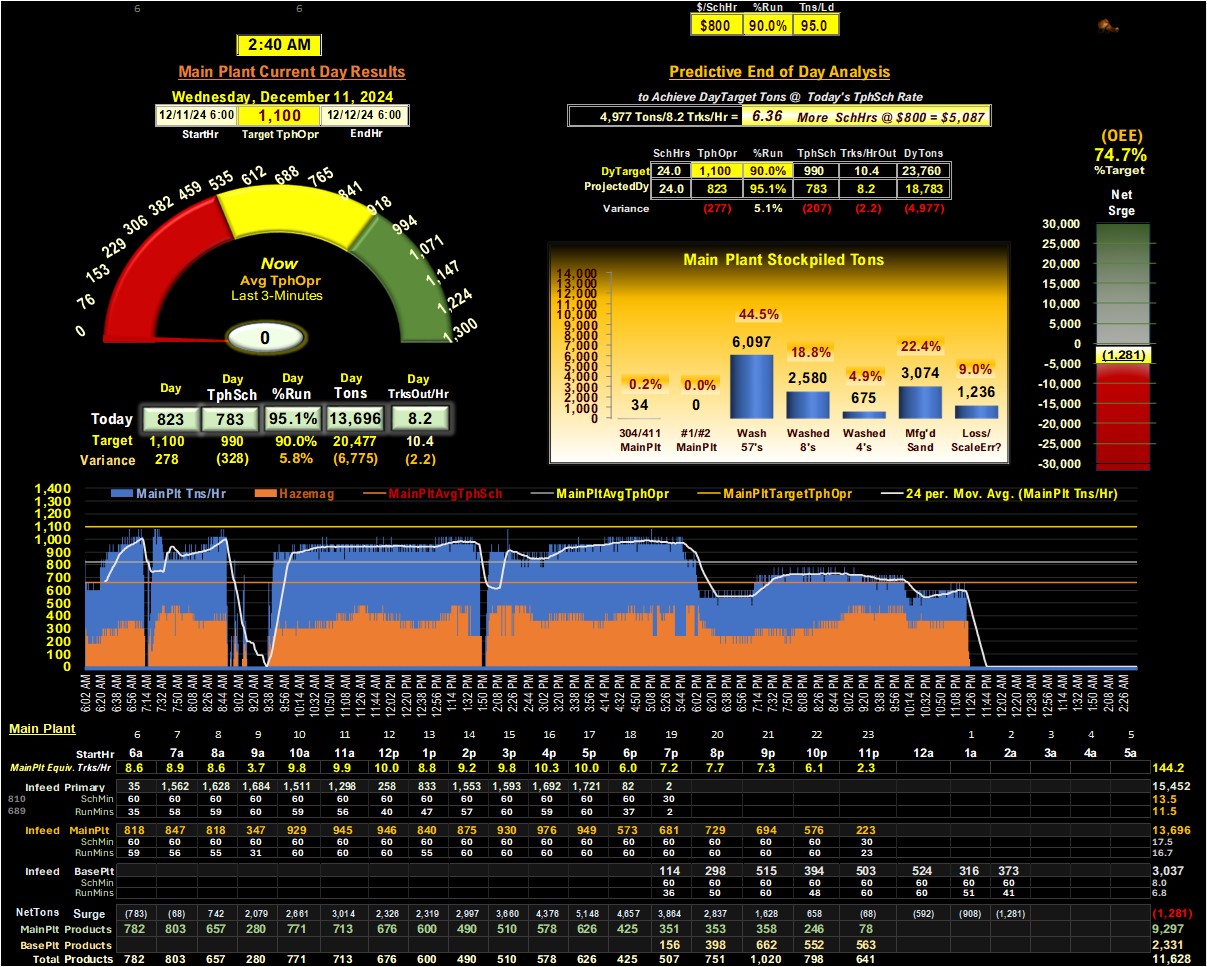 6 6
$/SchHr %Run Tns/Ld
$800 90.0% 95.0
2:40 AM
Main Plant Current Day Results
Wednesday, December 11, 2024
12/11/24 6:00 1,100 12/12/24 6:00
StartHr Target TphOpr EndHr
0 76 153 229 306 382 459 535 612 688 765 841 918 994 1,071 1,147 1,224 1,300
Now
Avg TphOpr
Last 3-Minutes
0
Day Day Day Day Day
TphSch %Run Tons TrksOut/Hr
Today 823 783 95.1% 13,696 8.2
Target 1,100 990 90.0% 20,477 10.4
Variance 278 (328) 5.8% (6,775) (2.2)
Predictive End of Day Analysis
to Achieve DayTarget Tons @ Today's TphSch Rate
4,977 Tons/8.2 Trks/Hr = 6.36 More SchHrs @ $800 = $5,087
SchHrs TphOpr %Run TphSch Trks/HrOut DyTons
DyTarget 24.0 1,100 90.0% 990 10.4 23,760
ProjectedDy 24.0 823 95.1% 783 8.2 18,783
Variance (277) 5.1% (207) (2.2) (4,977)
Main Plant Stockpiled Tons
14,000
13,000
12,000
11,000
10,000
9,000
8,000
7,000
6,000
5,000
4,000
3,000
2,000
1,000
0
0.2% 0.0% 44.5% 18.8% 4.9% 22.4% 9.0%
34 0 6,097 2,580 675 3,074 1,236
304/411 #1/#2 Wash Washed Washed Mfg'd Loss/
MainPlt MainPlt 57's 8's 4's Sand ScaleErr?
(OEE)
74.7%
%Target
Net
Srge
30,000
25,000
20,000
15,000
10,000
5,000
0
(1,281)
-5,000
-10,000
-15,000
-20,000
-25,000
-30,000
MainPlt Tns/Hr Hazemag MainPltAvgTphSch MainPltAvgTphOpr MainPltTargetTphOpr 24 per. Mov. Avg. (MainPlt Tns/Hr)
1,400
1,300
1,200
1,100
1,000
900
800
700
600
500
400
300
200
100
0
6:02 AM 6:20 AM 6:38 AM 6:56 AM 7:14 AM 7:32 AM 7:50 AM 8:08 AM 8:26 AM 8:44 AM 9:02 AM 9:20 AM 9:38 AM 9:56 AM 10:14 AM 10:32 AM 10:50 AM 11:08 AM 11:26 AM 11:44 AM 12:02 PM 12:20 PM 12:38 PM 12:56 PM 1:14 PM 1:32 PM 1:50 PM 2:08 PM 2:26 PM 2:44 PM 3:02 PM 3:20 PM 3:38 PM 3:56 PM 4:14 PM 4:32 PM 4:50 PM 5:08 PM 5:26 PM 5:44 PM 6:02 PM 6:20 PM 6:38 PM 6:56 PM 7:14 PM 7:32 PM 7:50 PM 8:08 PM 8:26 PM 8:44 PM 9:02 PM 9:20 PM 9:38 PM 9:56 PM 10:14 PM 10:32 PM 10:50 PM 11:08 PM 11:26 PM 11:44 PM 12:02 AM 12:20 AM 12:38 AM 12:56 AM 1:14 AM 1:32 AM 1:50 AM 2:08 AM 2:26 AM
Main Plant 6 7 8 9 10 11 12 13 14 15 16 17 18 19 20 21 22 23 1 2 3 4 5
StartHr 6a 7a 8a 9a 10a 11a 12p 1p 2p 3p 4p 5p 6p 7p 8p 9p 10p 11p 12a 1a 2a 3a 4a 5a
MainPlt Equiv. Trks/Hr 8.6 8.9 8.6 3.7 9.8 9.9 10.0 8.8 9.2 9.8 10.3 10.0 6.0 7.2 7.7 7.3 6.1 2.3 144.2
Infeed Primary 35 1,562 1,628 1,684 1,511 1,298 258 833 1,553 1,593 1,692 1,721 82 2 15,452
810 SchMin 60 60 60 60 60 60 60 60 60 60 60 60 60 30 13.5
689 RunMins 35 58 59 60 59 56 40 47 57 60 59 60 37 2 11.5
Infeed MainPlt 818 847 818 347 929 945 946 840 875 930 976 949 573 681 729 694 576 223 13,696
SchMin 60 60 60 60 60 60 60 60 60 60 60 60 60 60 60 60 60 30 17.5
RunMins 59 56 55 31 60 60 60 55 60 60 60 60 60 60 60 60 60 23 16.7
Infeed BasePlt 114 298 515 394 503 524 316 373 3,037
SchMin 60 60 60 60 60 60 60 60 8.0
RunMins 36 50 60 48 60 60 51 41 6.8
NetTons Surge (783) (68) 742 2,079 2,661 3,014 2,326 2,319 2,997 3,660 4,376 5,148 4,657 3,864 2,837 1,628 658 (68) (592) (908) (1,281) (1,281)
MainPlt Products 782 803 657 280 771 713 676 600 490 510 578 626 425 351 353 358 246 78 9,297
BasePlt Products 156 398 662 552 563 2,331
Total Products 782 803 657 280 771 713 676 600 490 510 578 626 425 507 751 1,020 798 641 11,628